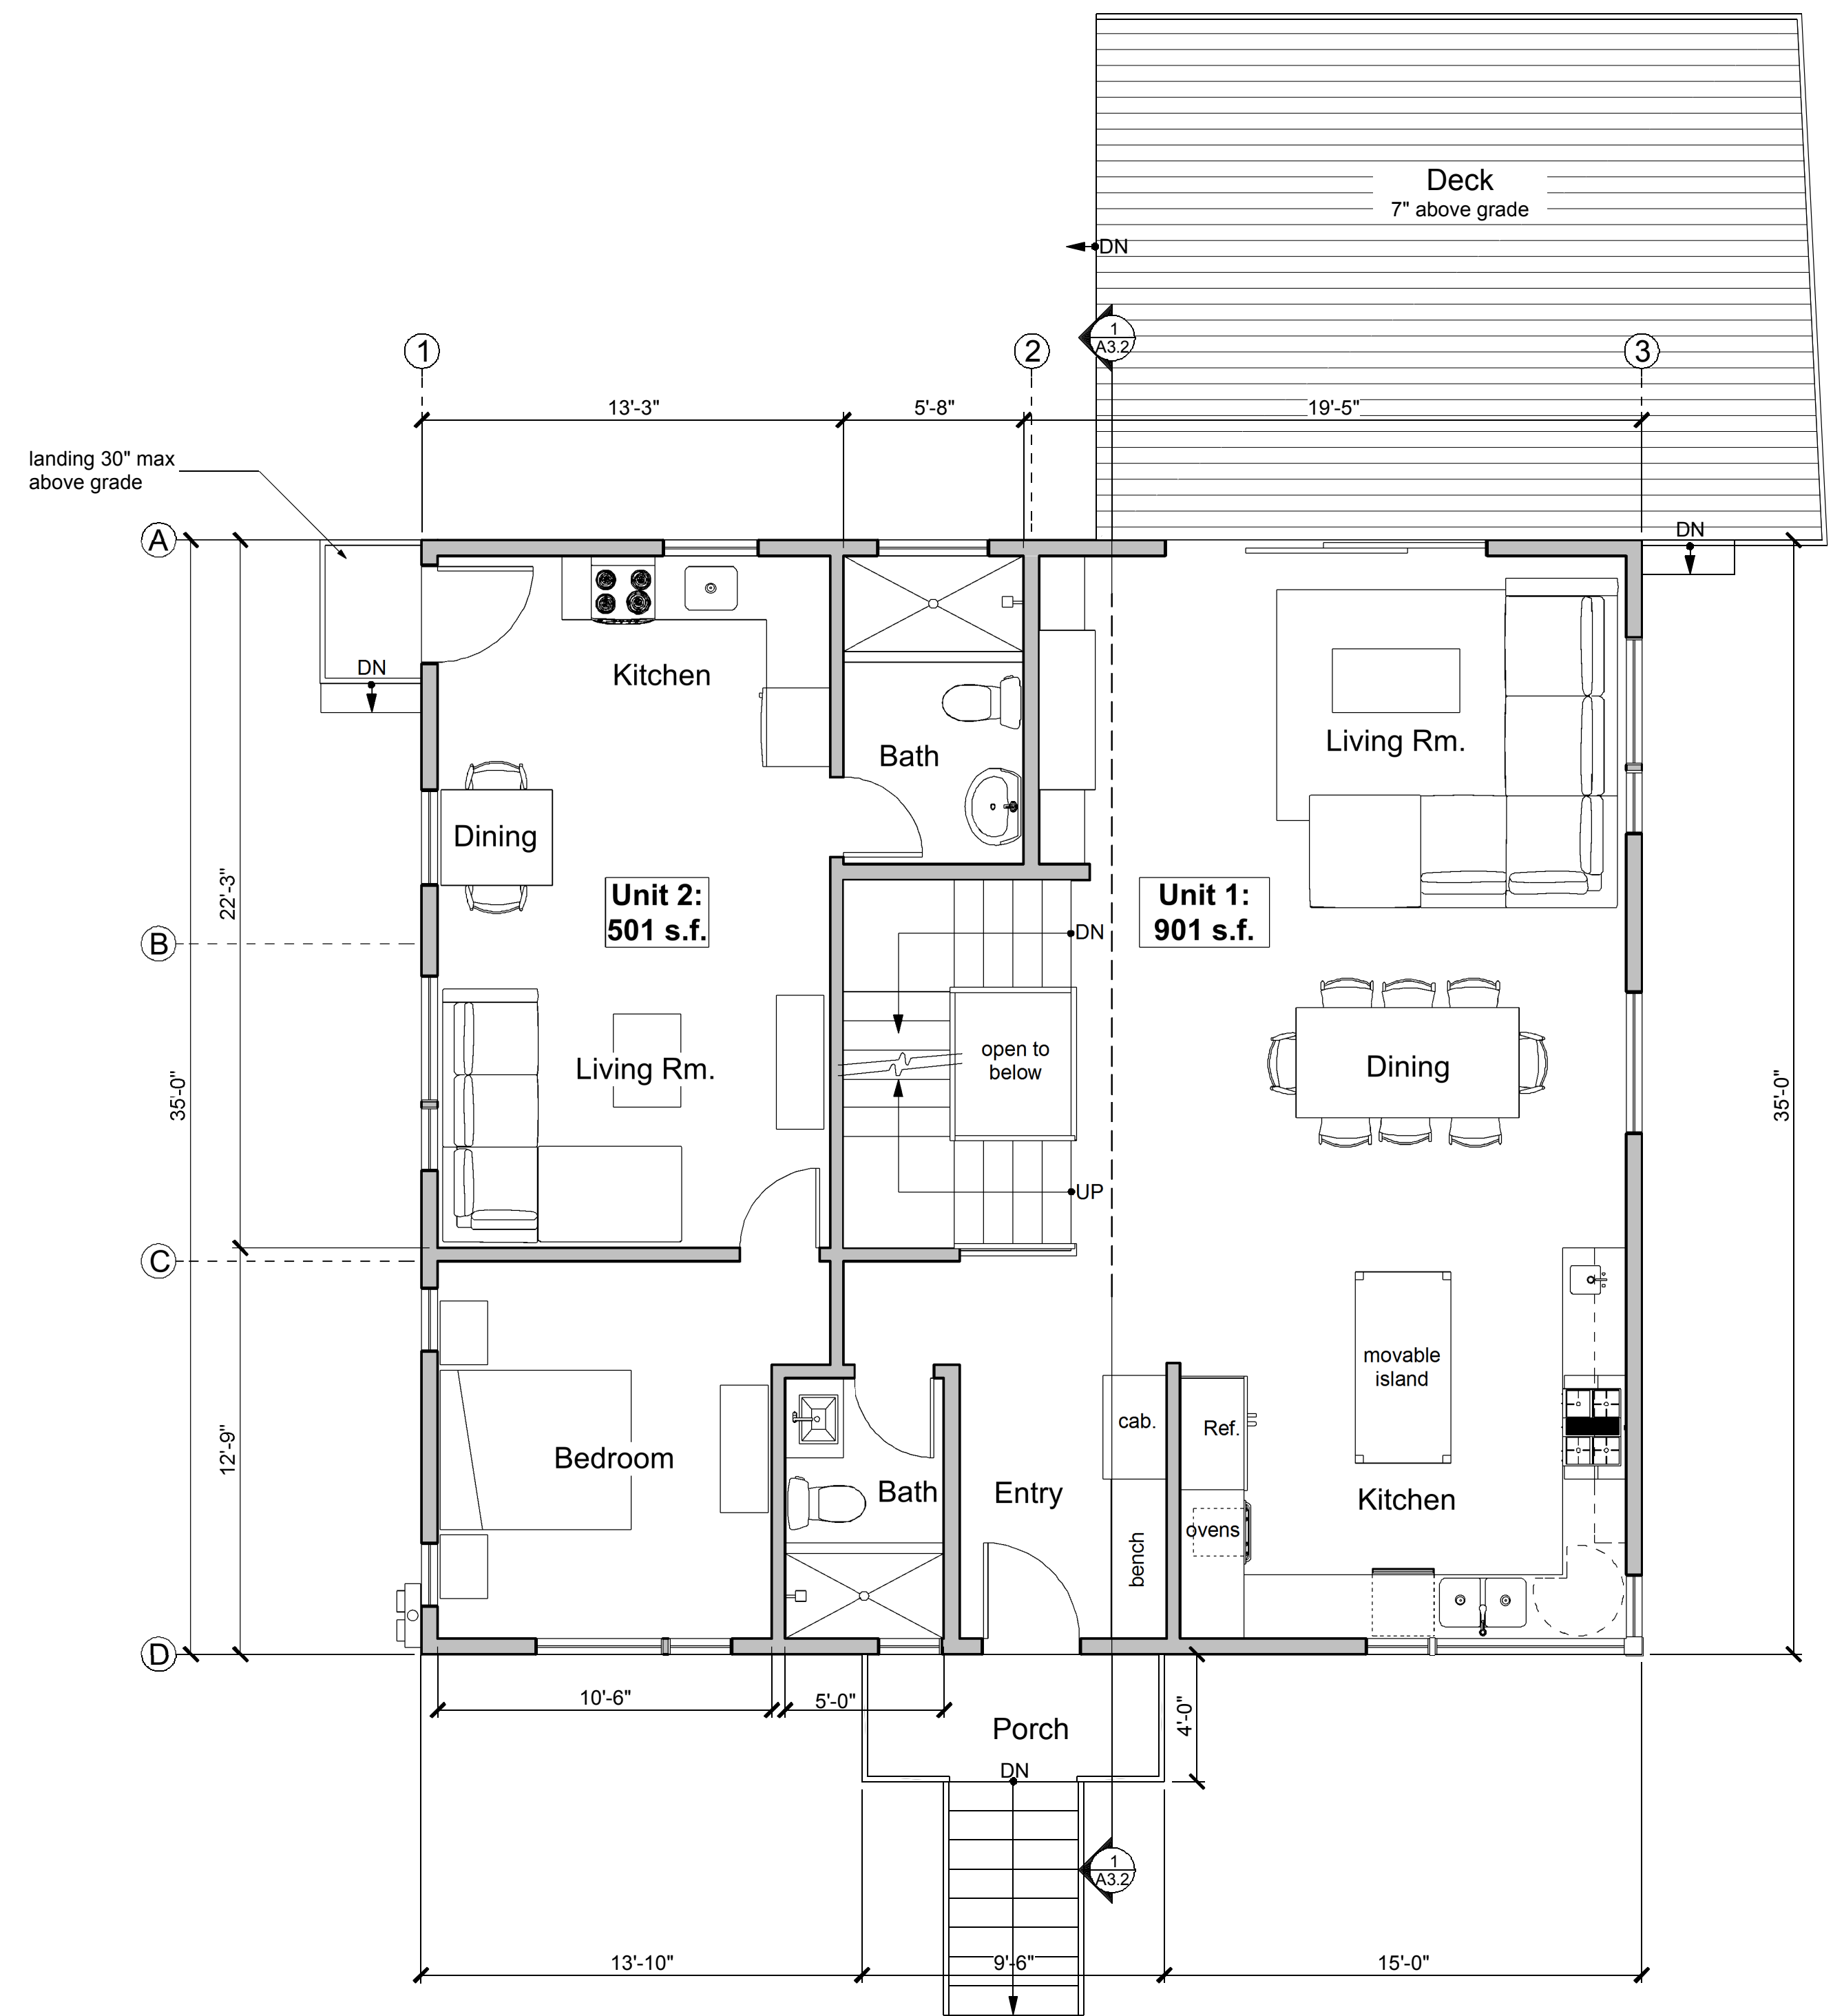 Deck
7" above grade
DN
1
A3.2
1
2
3
13'-3"
5'-8"
19'-5"
landing 30" max
above grade
A
DN
DN
Kitchen
Living Rm.
Bath
Dining
22'-3"
Unit 2:
501 s.f.
Unit 1:
901 s.f.
B
DN
open to
below
Living Rm.
Dining
35'-0"
35'-0"
UP
C
movable
island
cab.
Ref.
12'-9"
Bedroom
Bath
Entry
Kitchen
ovens
bench
D
10'-6"
5'-0"
Porch
4'-0"
DN
1
A3.2
13'-10"
9'-6"
15'-0"